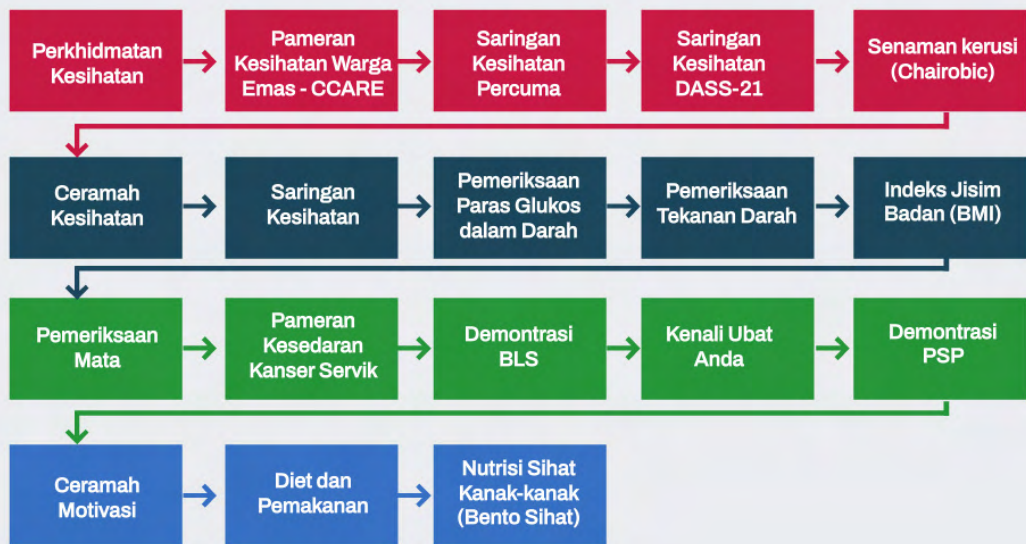 Perkhidmatan
Kesihatan
Pameran
Kesihatan Warga
Emas - CCARE
Saringan
Kesihatan
Percuma
Saringan
Kesihatan
DASS-21
Senaman kerusi
(Chairobic)
Ceramah
Kesihatan
Saringan
Kesihatan
Pemeriksaan
Paras Glukos
dalam Darah
Pemeriksaan
Tekanan Darah
Indeks Jisim
Badan (BMI)
Pemeriksaan
Mata
Pameran
Kesedaran
Kanser Servik
Demontrasi
BLS
Kenali Ubat
Anda
Demontrasi
PSP
Ceramah
Motivasi
Diet dan
Pemakanan
Nutrisi Sihat
Kanak-kanak
(Bento Sihat)